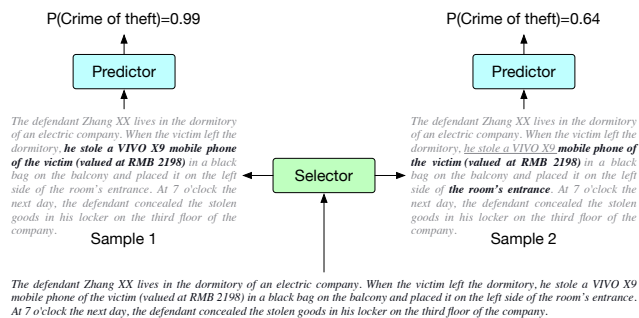 P(Crime of theft)=0.99
Predictor
The defendant Zhang XX lives in the dormitory
of an electric company. When the victim left the
dormitory, he stole a VIVO X9 mobile phone
of the victim (valued at RMB 2198) in a black
bag on the balcony and placed it on the left
side of the room's entrance. At 7 o'clock the
next day, the defendant concealed the stolen
goods in his locker on the third floor of the
company.
Sample 1
Selector
P(Crime of theft)=0.64
Predictor
The defendant Zhang XX lives in the dormitory
of an electric company. When the victim left the
dormitory, he stole a VIVO X9 mobile phone of
the victim (valued at RMB 2198) in a black
bag on the balcony and placed it on the left
side of the room's entrance. At 7 o'clock the
next day, the defendant concealed the stolen
goods in his locker on the third floor of the
company.
Sample 2
The defendant Zhang XX lives in the dormitory of an electric company. When the victim left the dormitory, he stole a VIVO X9
mobile phone of the victim (valued at RMB 2198) in a black bag on the balcony and placed it on the left side of the room's entrance.
At 7 o'clock the next day, the defendant concealed the stolen goods in his locker on the third floor of the company.